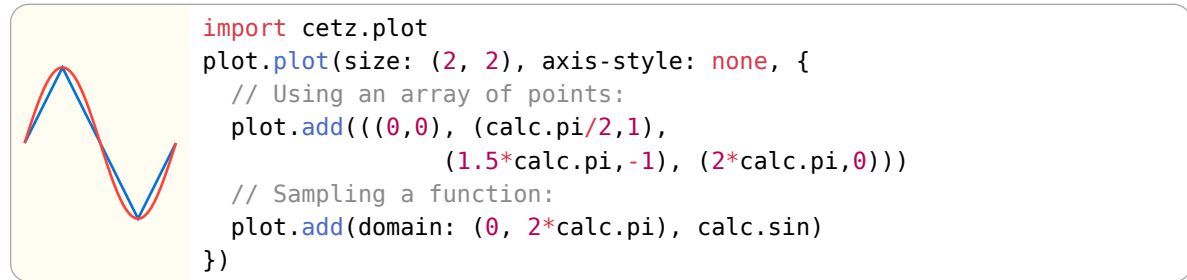 import cetz.plot
plot.plot(size: (2, 2), axis-style: none, {
  // Using an array of points:
  plot.add(((0,0), (calc.pi/2,1),
                 (1.5*calc.pi,-1), (2*calc.pi,0)))
  // Sampling a function:
  plot.add(domain: (0, 2*calc.pi), calc.sin)
})